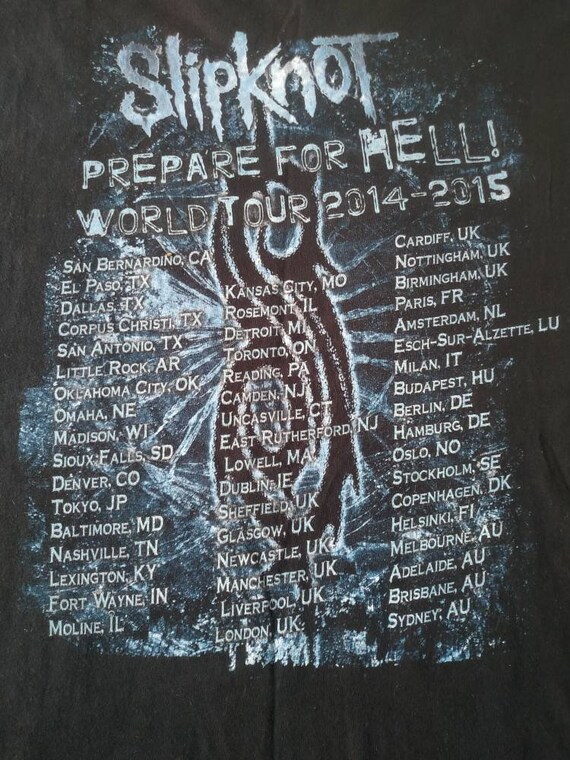 Slipknot
PREPARE FOR HELL!
WORLD TOUR 2014-2015
SAN BERNARDINO, CA
EL PASO, TX
DALLAS, TX
CORPUS CHRISTI, TX
SAN ANTONIO, TX
LITTLE ROCK, AR
OKLAHOMA CITY, OK
OMAHA, NE
MADISON, WI
SIOUX FALLS, SD
DENVER, CO
TOKYO, JP
BALTIMORE, MD
NASHVILLE, TN
LEXINGTON, KY
FORT WAYNE, IN
MOLINE, IL
KANSAS CITY, MO
ROSEMONT, IL
DETROIT, MI
TORONTO, ON
READING, PA
CAMDEN, NJ
UNCASVILLE, CT
EAST RUTHERFORD, NJ
LOWELL, MA
DUBLIN, IE
SHEFFIELD, UK
GLASGOW, UK
NEWCASTLE, UK
MANCHESTER, UK
LIVERPOOL, UK
LONDON, UK
CARDIFF, UK
NOTTINGHAM, UK
BIRMINGHAM, UK
PARIS, FR
AMSTERDAM, NL
ESCH-SUR-ALZETTE, LU
MILAN, IT
BUDAPEST, HU
BERLIN, DE
HAMBURG, DE
OSLO, NO
STOCKHOLM, SE
COPENHAGEN, DK
HELSINKI, FI
MELBOURNE, AU
ADELAIDE, AU
BRISBANE, AU
SYDNEY, AU